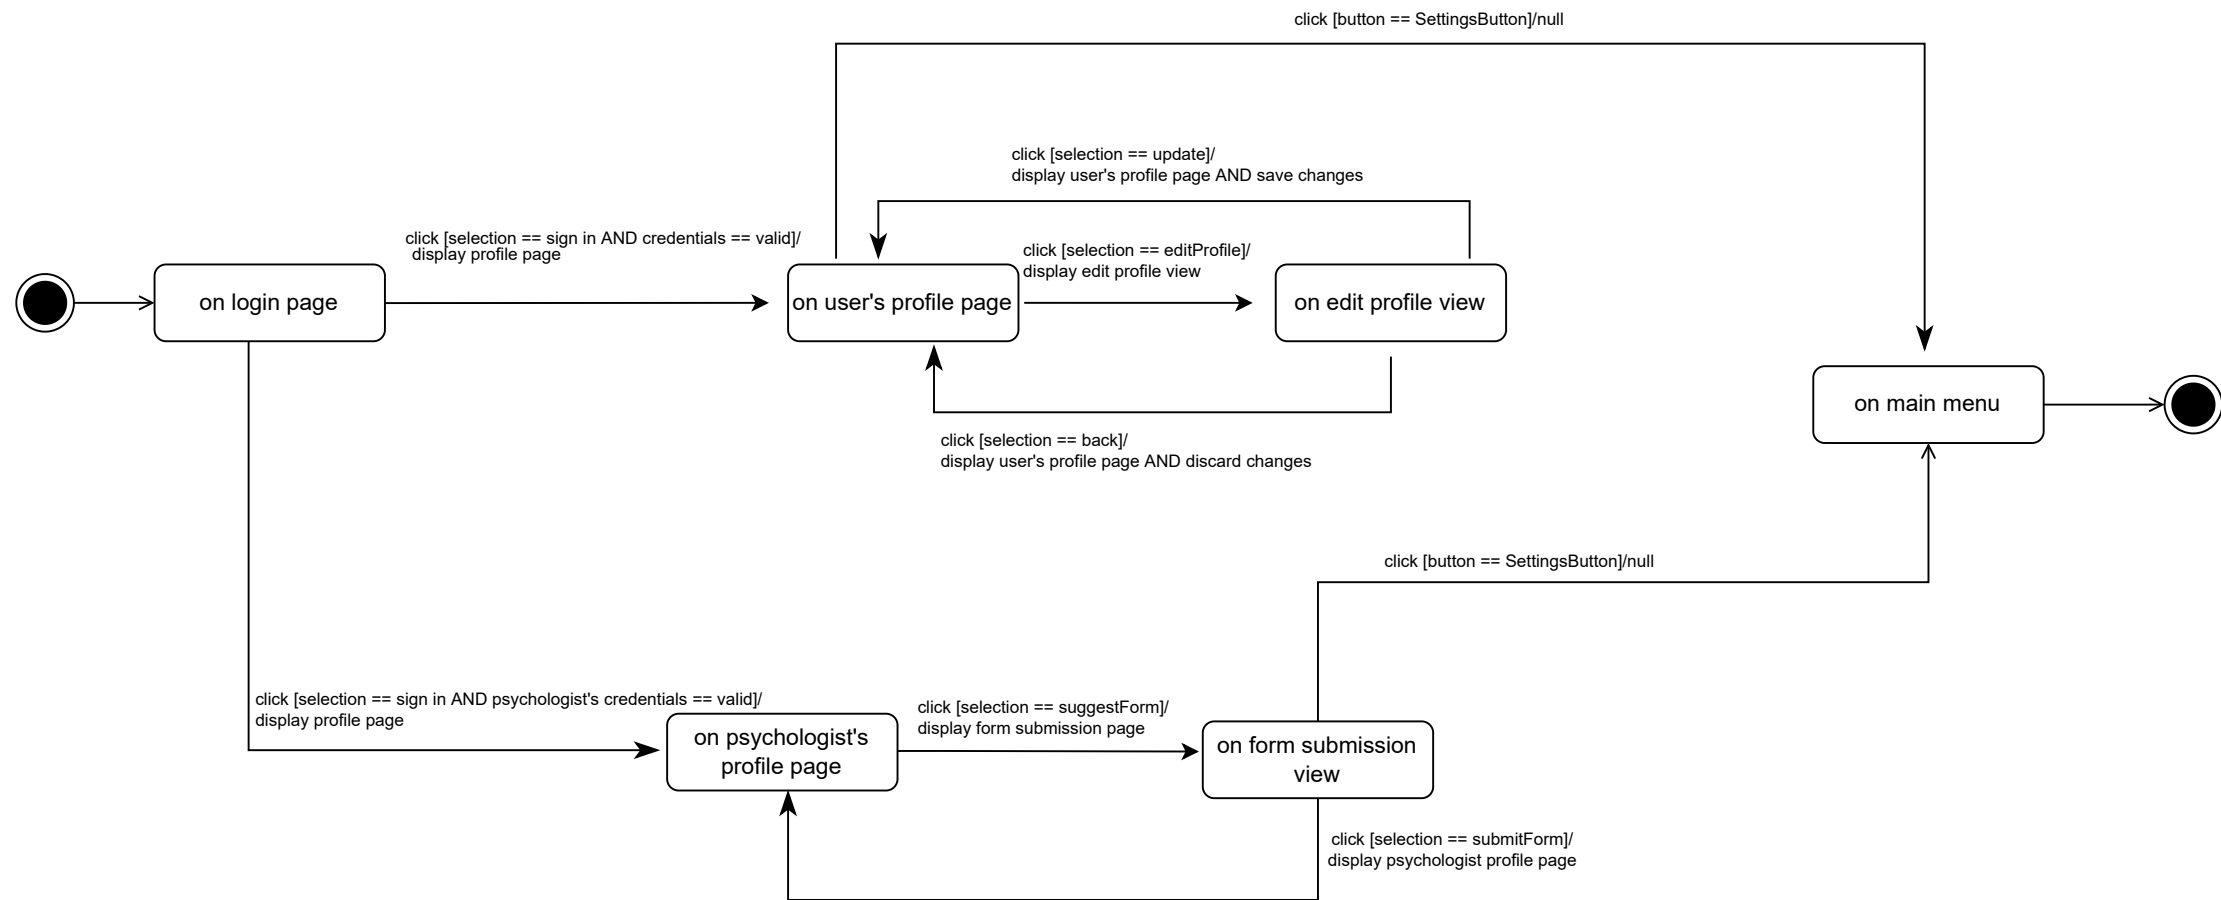 click [button == SettingsButton]/null
click [selection == update]/
display user's profile page AND save changes
click [selection == sign in AND credentials == valid]/
display profile page
click [selection == editProfile]/
display edit profile view
on login page
on user's profile page
on edit profile view
on main menu
click [selection == back]/
display user's profile page AND discard changes
click [button == SettingsButton]/null
click [selection == sign in AND psychologist's credentials == valid]/
display profile page
click [selection == suggestForm]/
display form submission page
on psychologist's
profile page
on form submission
view
click [selection == submitForm]/
display psychologist profile page